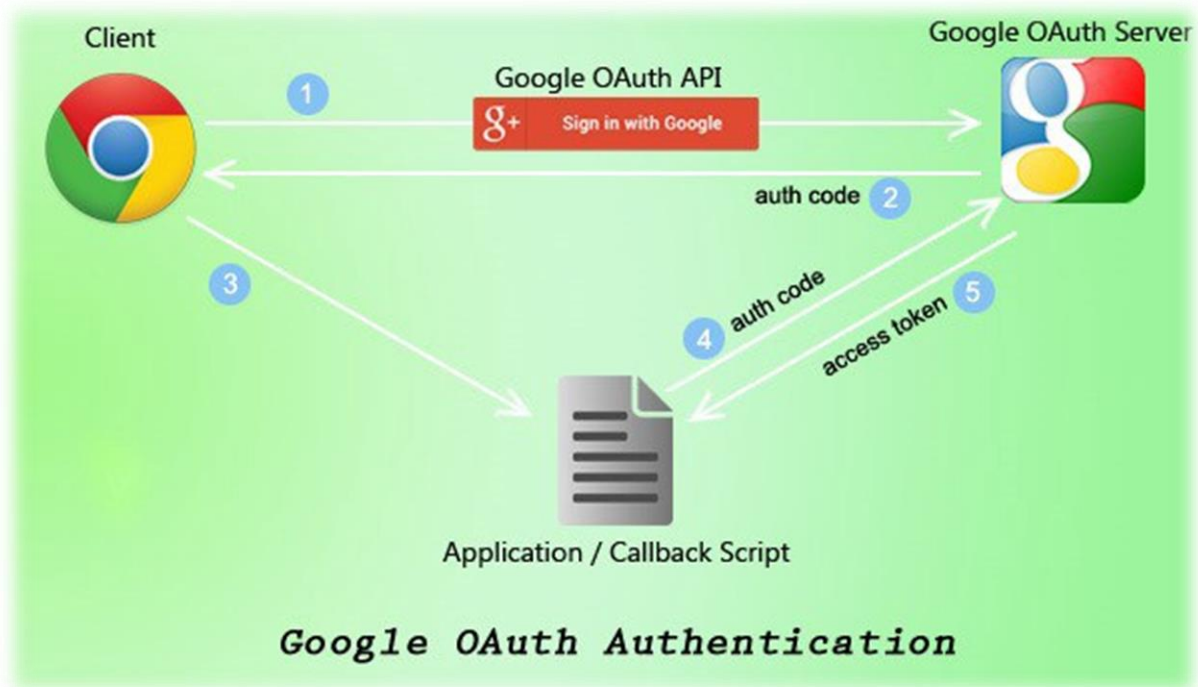 Client
Google OAuth Server
Google OAuth API
1
g+ Sign in with Google
auth code 2
3
4 auth code
access token 5
Application / Callback Script
Google OAuth Authentication